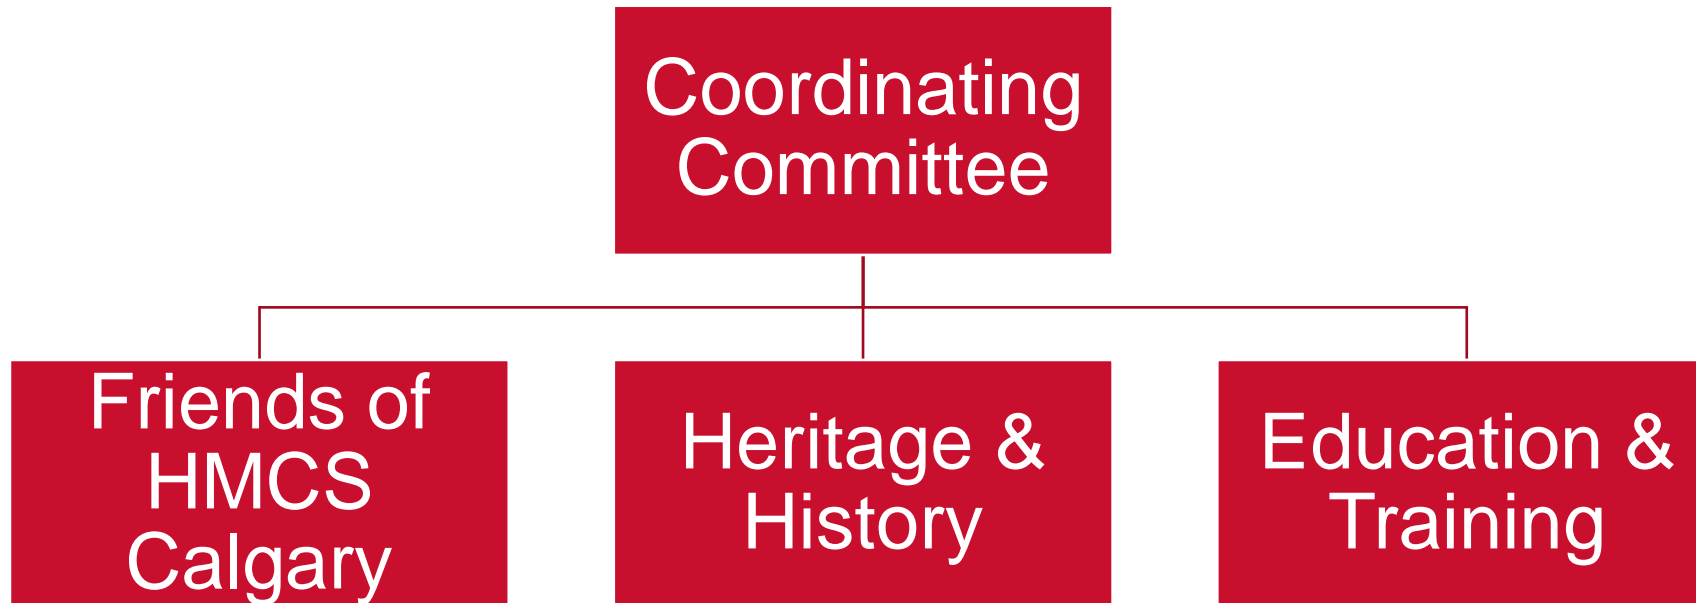 Coordinating
Committee
Friends of
HMCS
Calgary
Heritage &
History
Education &
Training